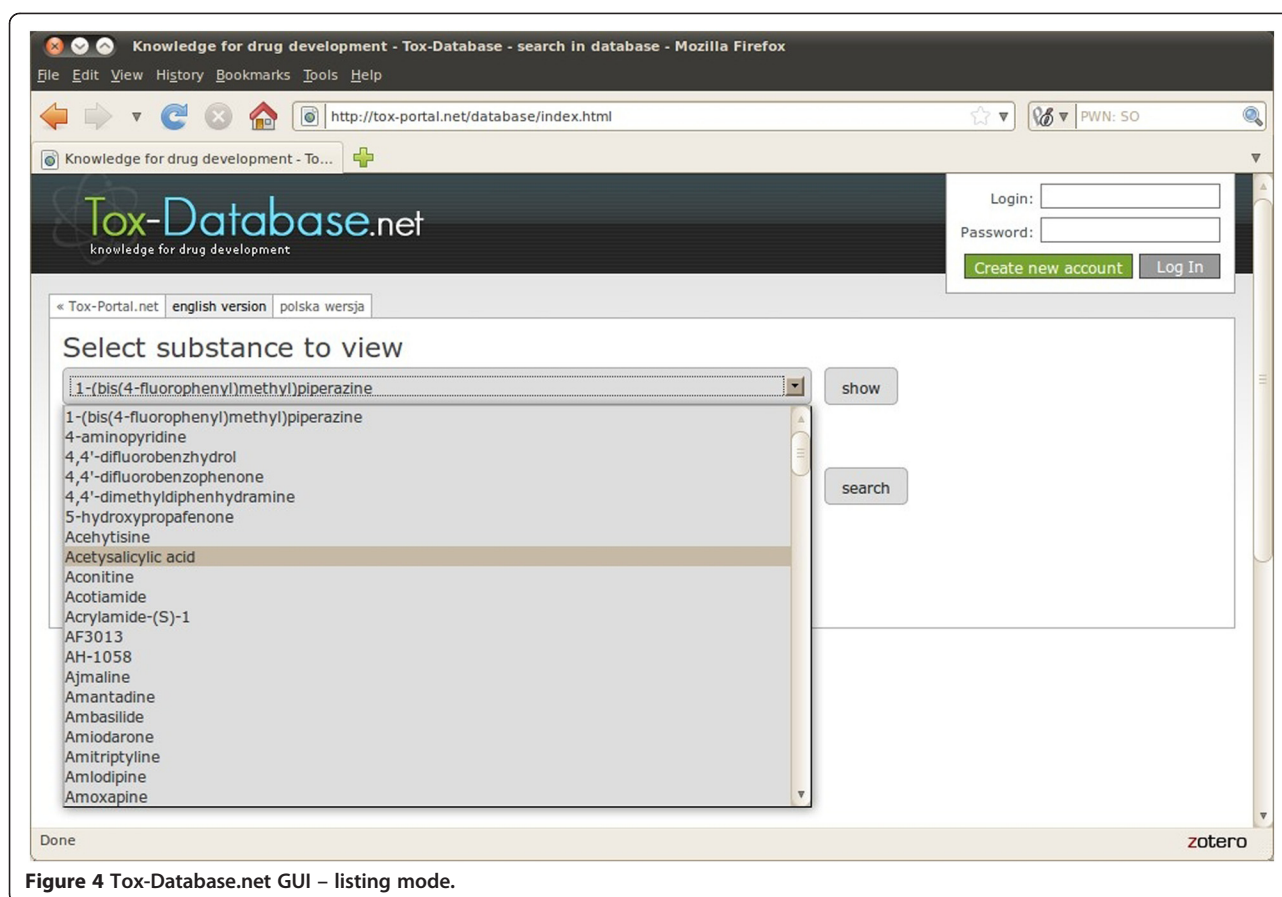 Knowledge for drug development - Tox-Database - search in database - Mozilla Firefox
File Edit View History Bookmarks Tools Help
http://tox-portal.net/database/index.html
PWN: SO
Knowledge for drug development - To...
Tox-Database.net
knowledge for drug development
Login:
Password:
Create new account Log In
« Tox-Portal.net english version polska wersja
Select substance to view
1-(bis(4-fluorophenyl)methyl)piperazine show
1-(bis(4-fluorophenyl)methyl)piperazine
4-aminopyridine
4,4'-difluorobenzhydrol
4,4'-difluorobenzophenone
4,4'-dimethyldiphenhydramine
search
5-hydroxypropafenone
Acehytisine
Acetysalicylic acid
Aconitine
Acotiamide
Acrylamide-(S)-1
AF3013
AH-1058
Ajmaline
Amantadine
Ambasilide
Amiodarone
Amitriptyline
Amlodipine
Amoxapine
Done
zotero
Figure 4 Tox-Database.net GUI – listing mode.